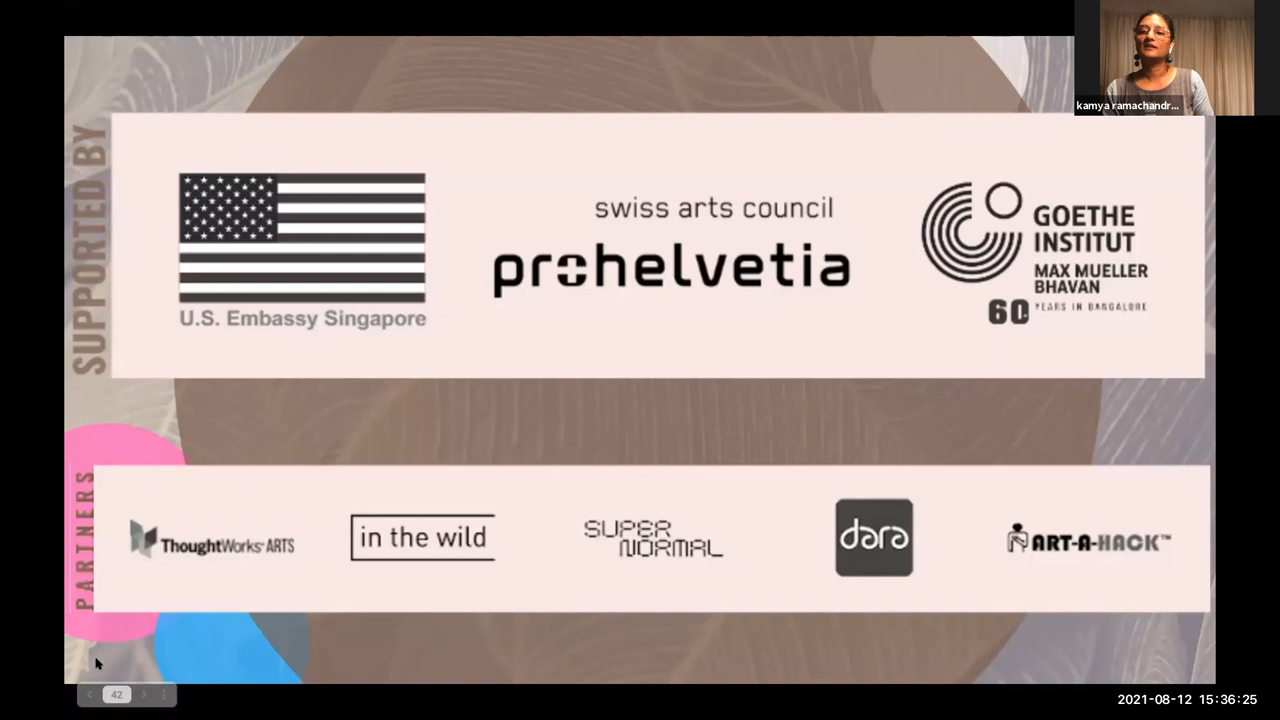 kamya ramachandr...
SUPPORTED BY
U.S. Embassy Singapore
swiss arts council
prohelvetia
GOETHE
INSTITUT
MAX MUELLER
BHAVAN
60 YEARS IN BANGALORE
PARTNERS
ThoughtWorks® ARTS
in the wild
SUPER
NORMAL
dara
ART-A-HACK™
42
2021-08-12 15:36:25